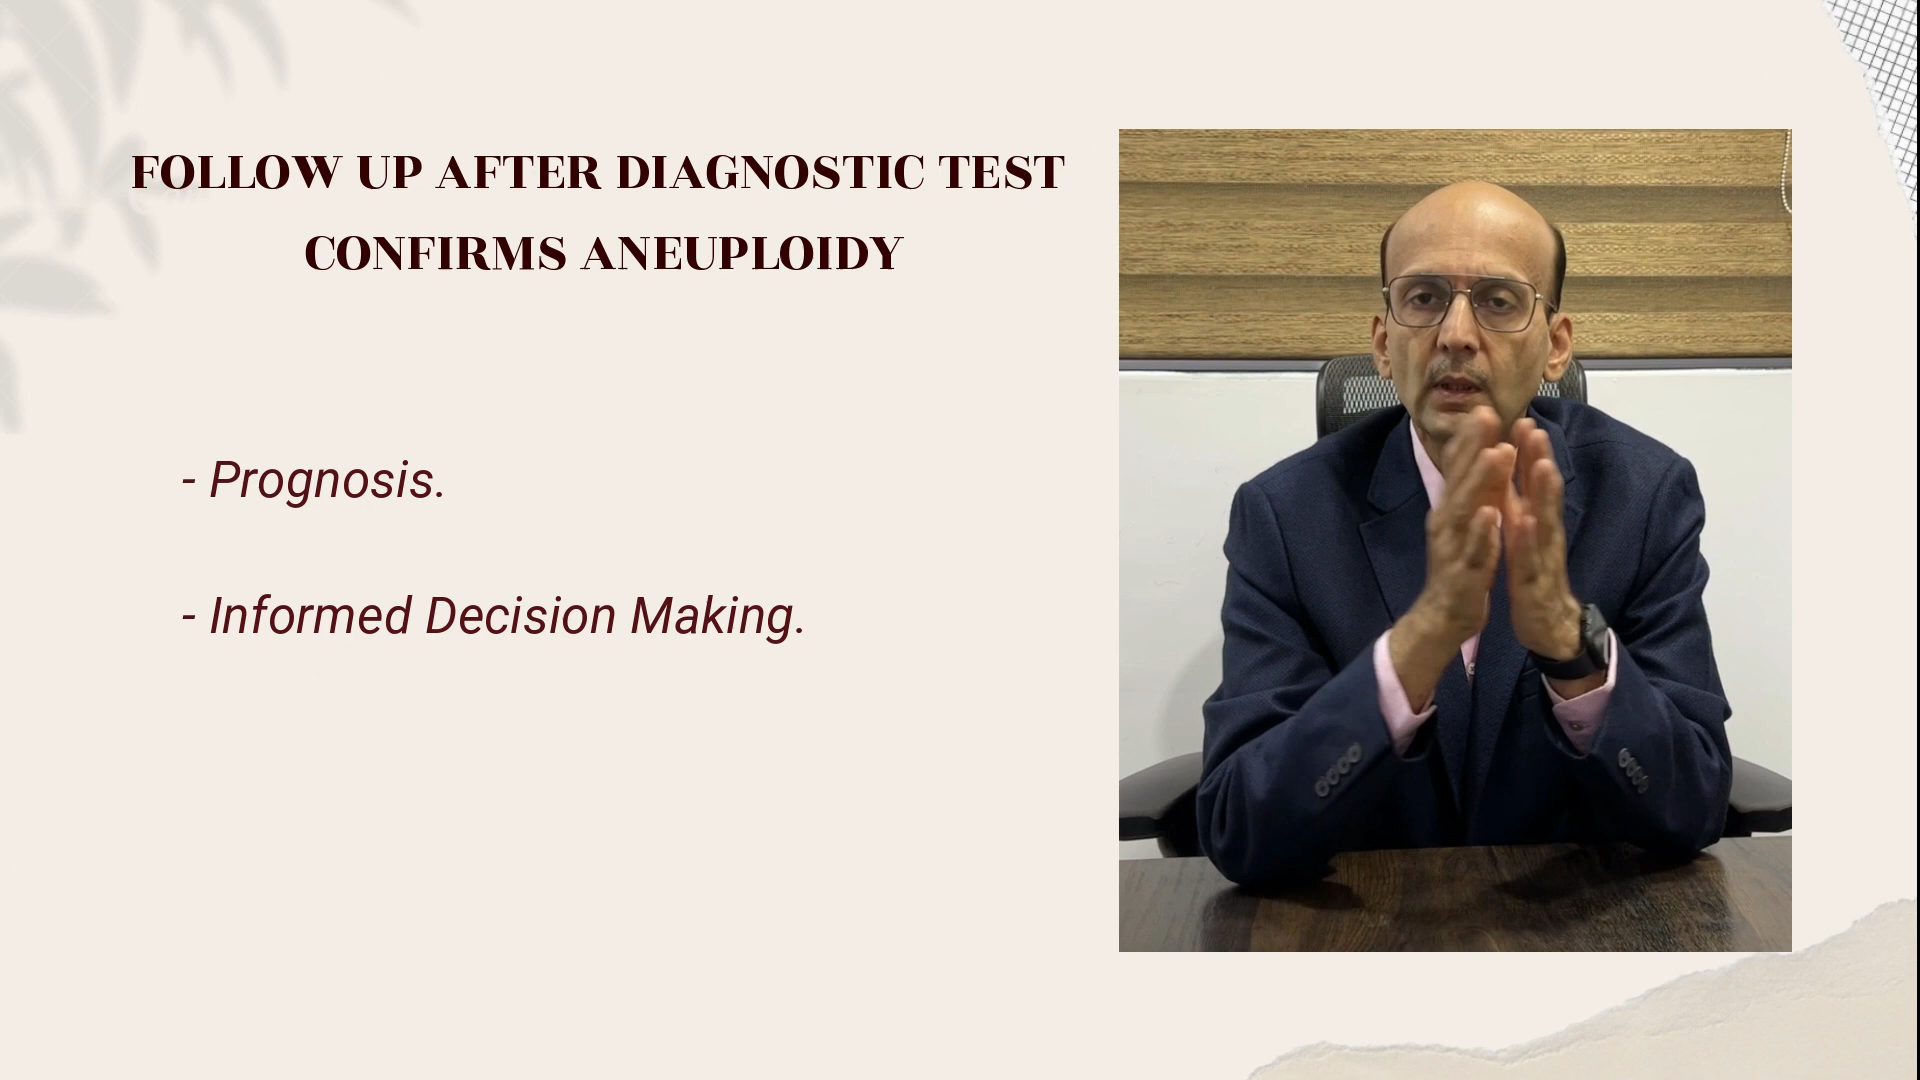 FOLLOW UP AFTER DIAGNOSTIC TEST
CONFIRMS ANEUPLOIDY
- Prognosis.
- Informed Decision Making.